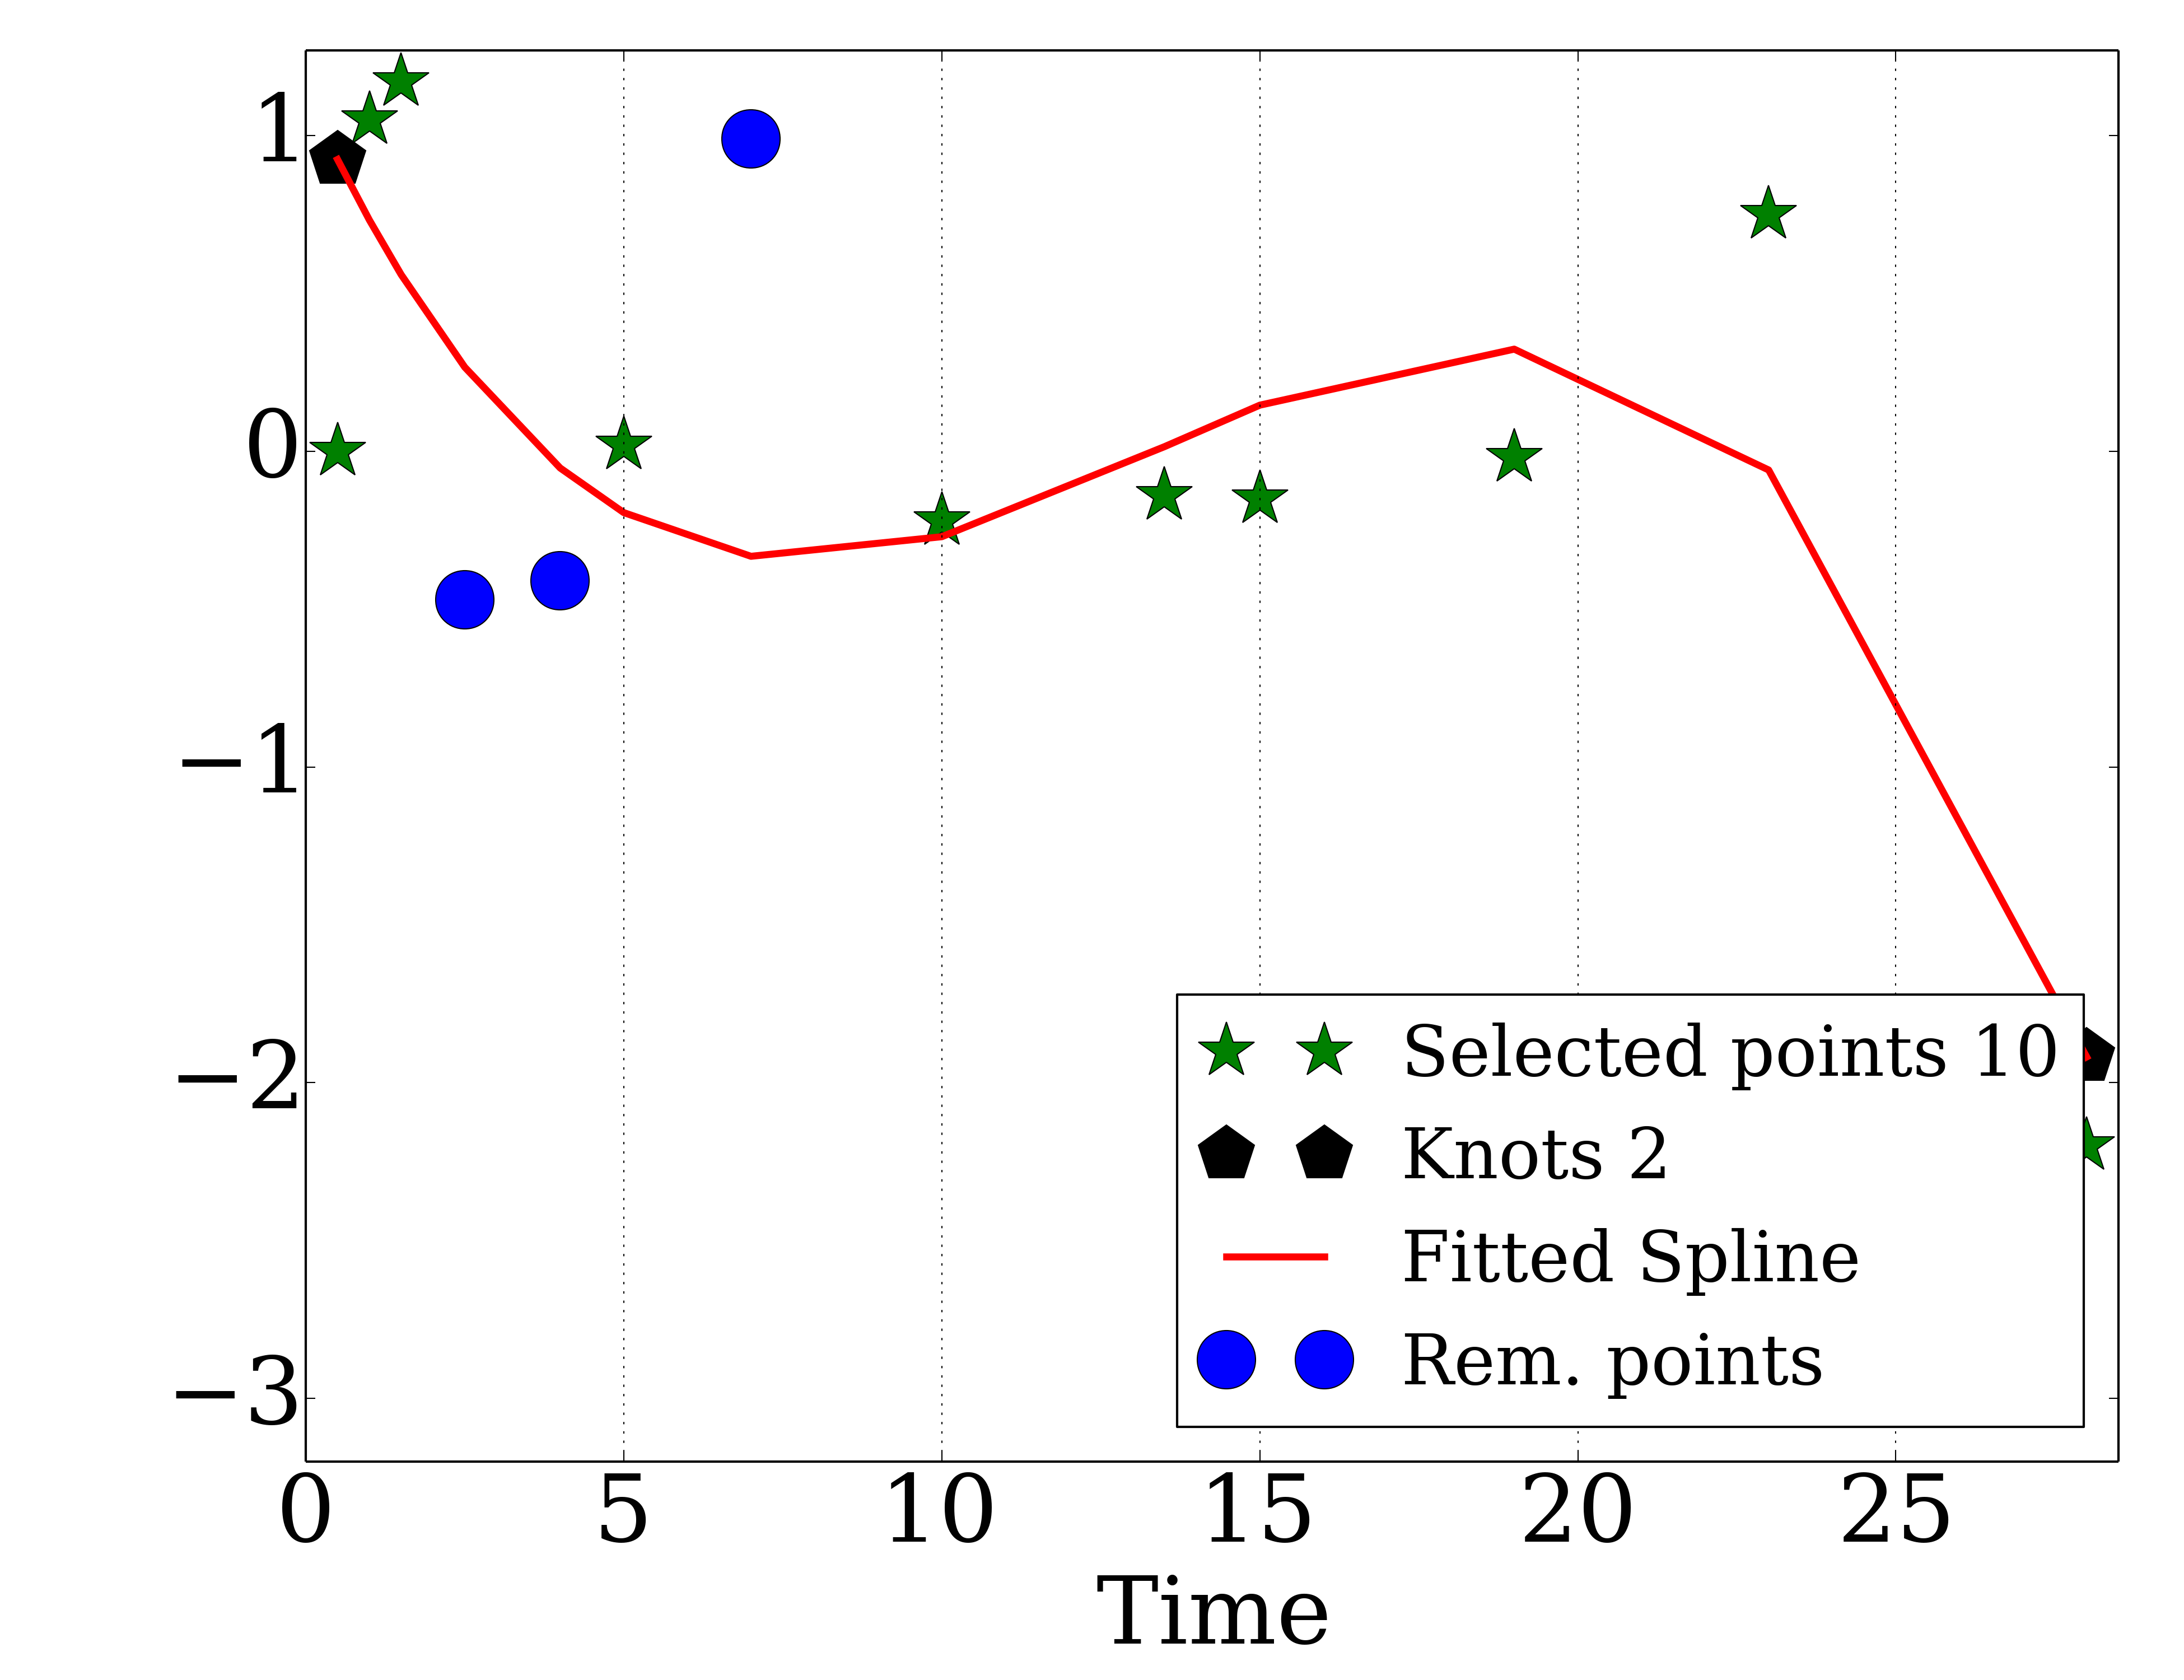 1
0
−1
−2
−3
0 5 10 15 20 25
Time
Selected points 10
Knots 2
Fitted Spline
Rem. points